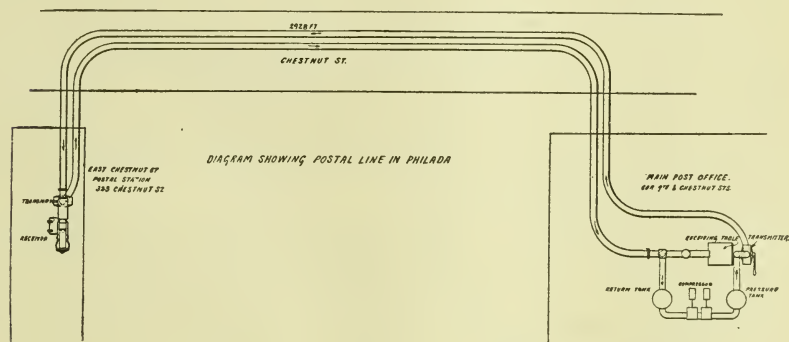 2928 FT
CHESTNUT ST.
DIAGRAM SHOWING POSTAL LINE IN PHILADA
EAST CHESTNUT ST
POSTAL STATION
323 CHESTNUT ST
TRANSMITTER
RECEIVER
MAIN POST OFFICE.
COR 9TH & CHESTNUT STS.
RECEIVING TABLE
TRANSMITTER
COMPRESSOR
RETURN TANK
PRESSURE
TANK